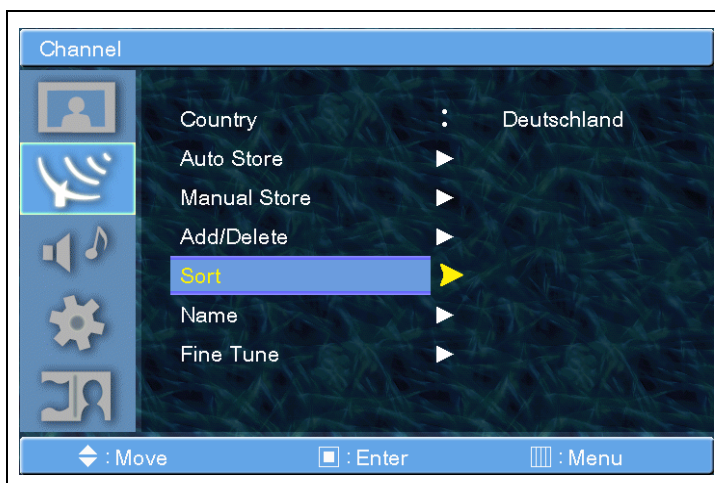 Channel
Country : Deutschland
Auto Store
Manual Store
Add/Delete
Sort
Name
Fine Tune
: Move : Enter : Menu